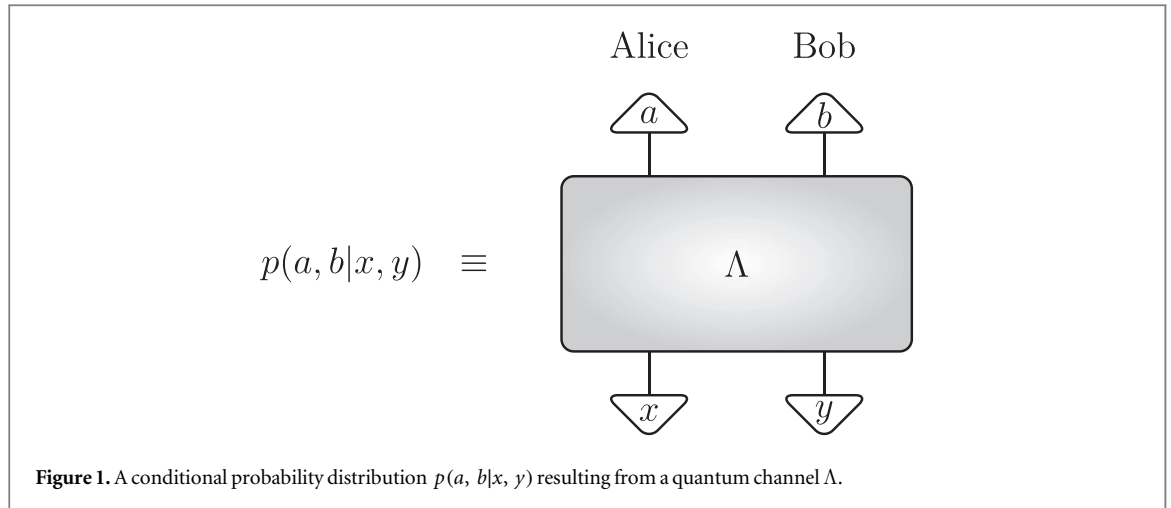 Alice Bob
a b
p(a, b|x, y) ≡ Λ
x y
Figure 1. A conditional probability distribution p(a, b|x, y) resulting from a quantum channel Λ.